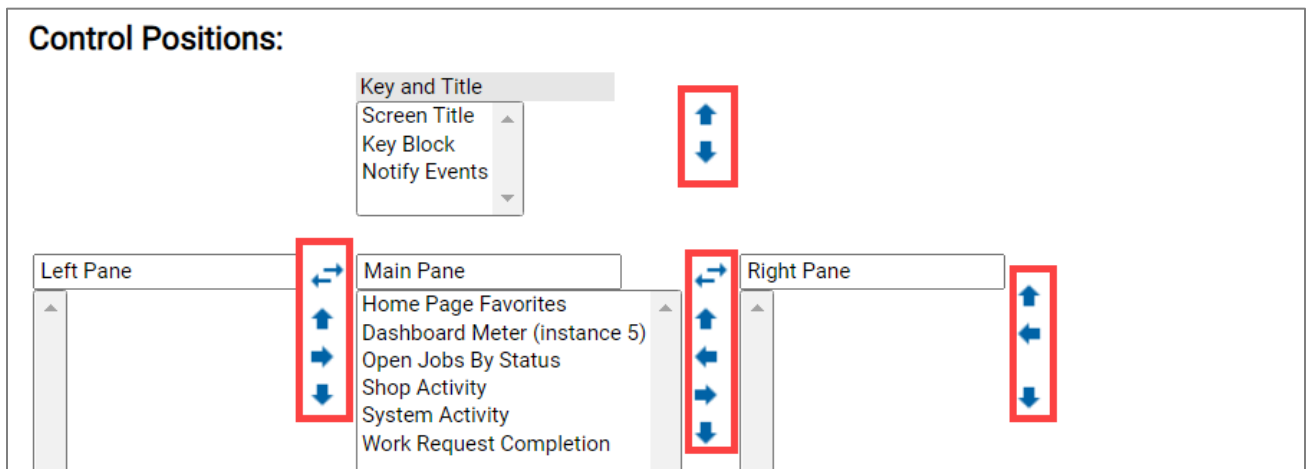 Control Positions:
Key and Title
Screen Title
Key Block
Notify Events
Left Pane
Main Pane
Right Pane
Home Page Favorites
Dashboard Meter (instance 5)
Open Jobs By Status
Shop Activity
System Activity
Work Request Completion